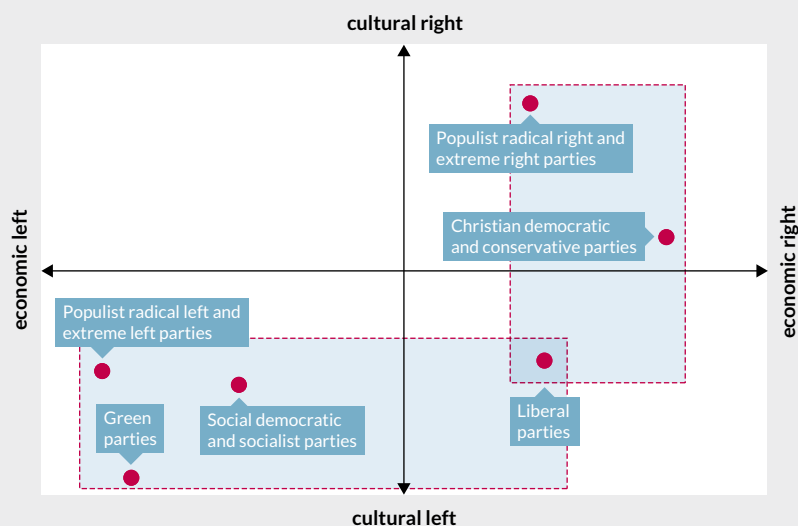 cultural right
Populist radical right and
extreme right parties
Christian democratic
and conservative parties
economic left
economic right
Populist radical left and
extreme left parties
Green
parties
Social democratic
and socialist parties
Liberal
parties
cultural left